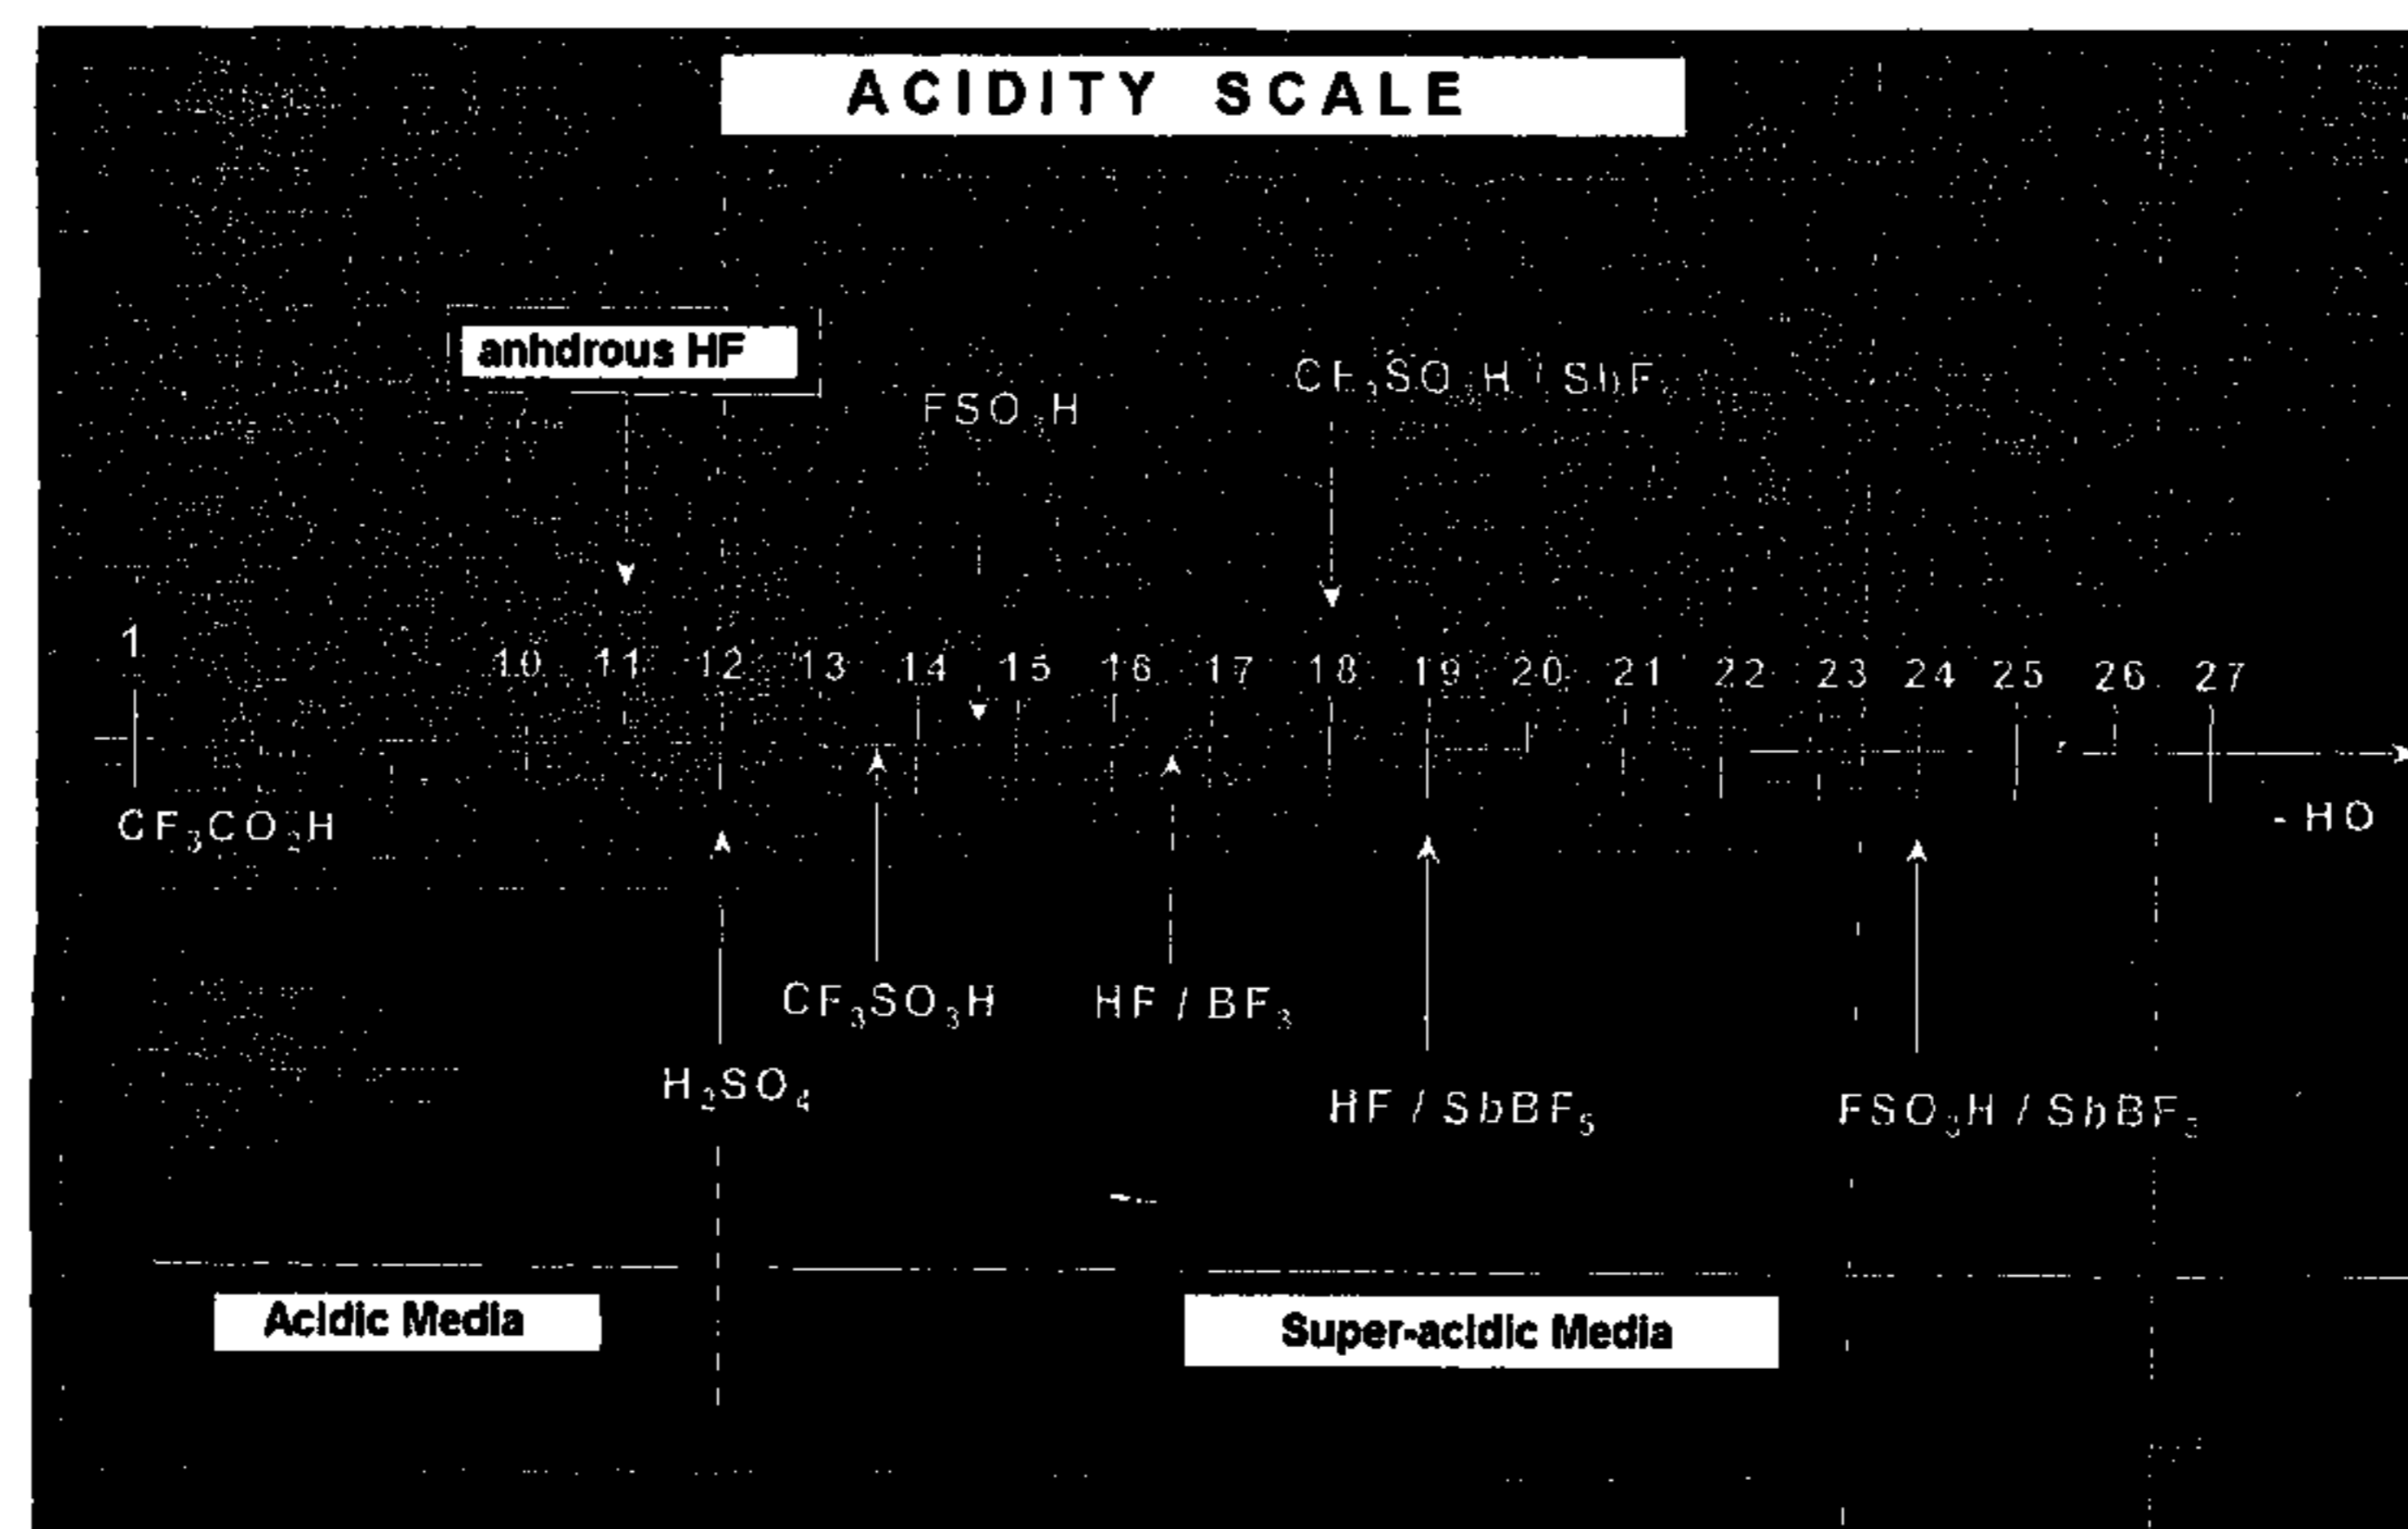 ACIDITY SCALE
anhdrous HF
CF₃SO₃H / SbF₅
FSO₃H
1 10 11 12 13 14 15 16 17 18 19 20 21 22 23 24 25 26 27
- HO
CF₃CO₂H
CF₃SO₃H
HF / BF₃
H₂SO₄
HF / SbBF₅
FSO₃H / SbBF₅
Acidic Media
Super-acidic Media